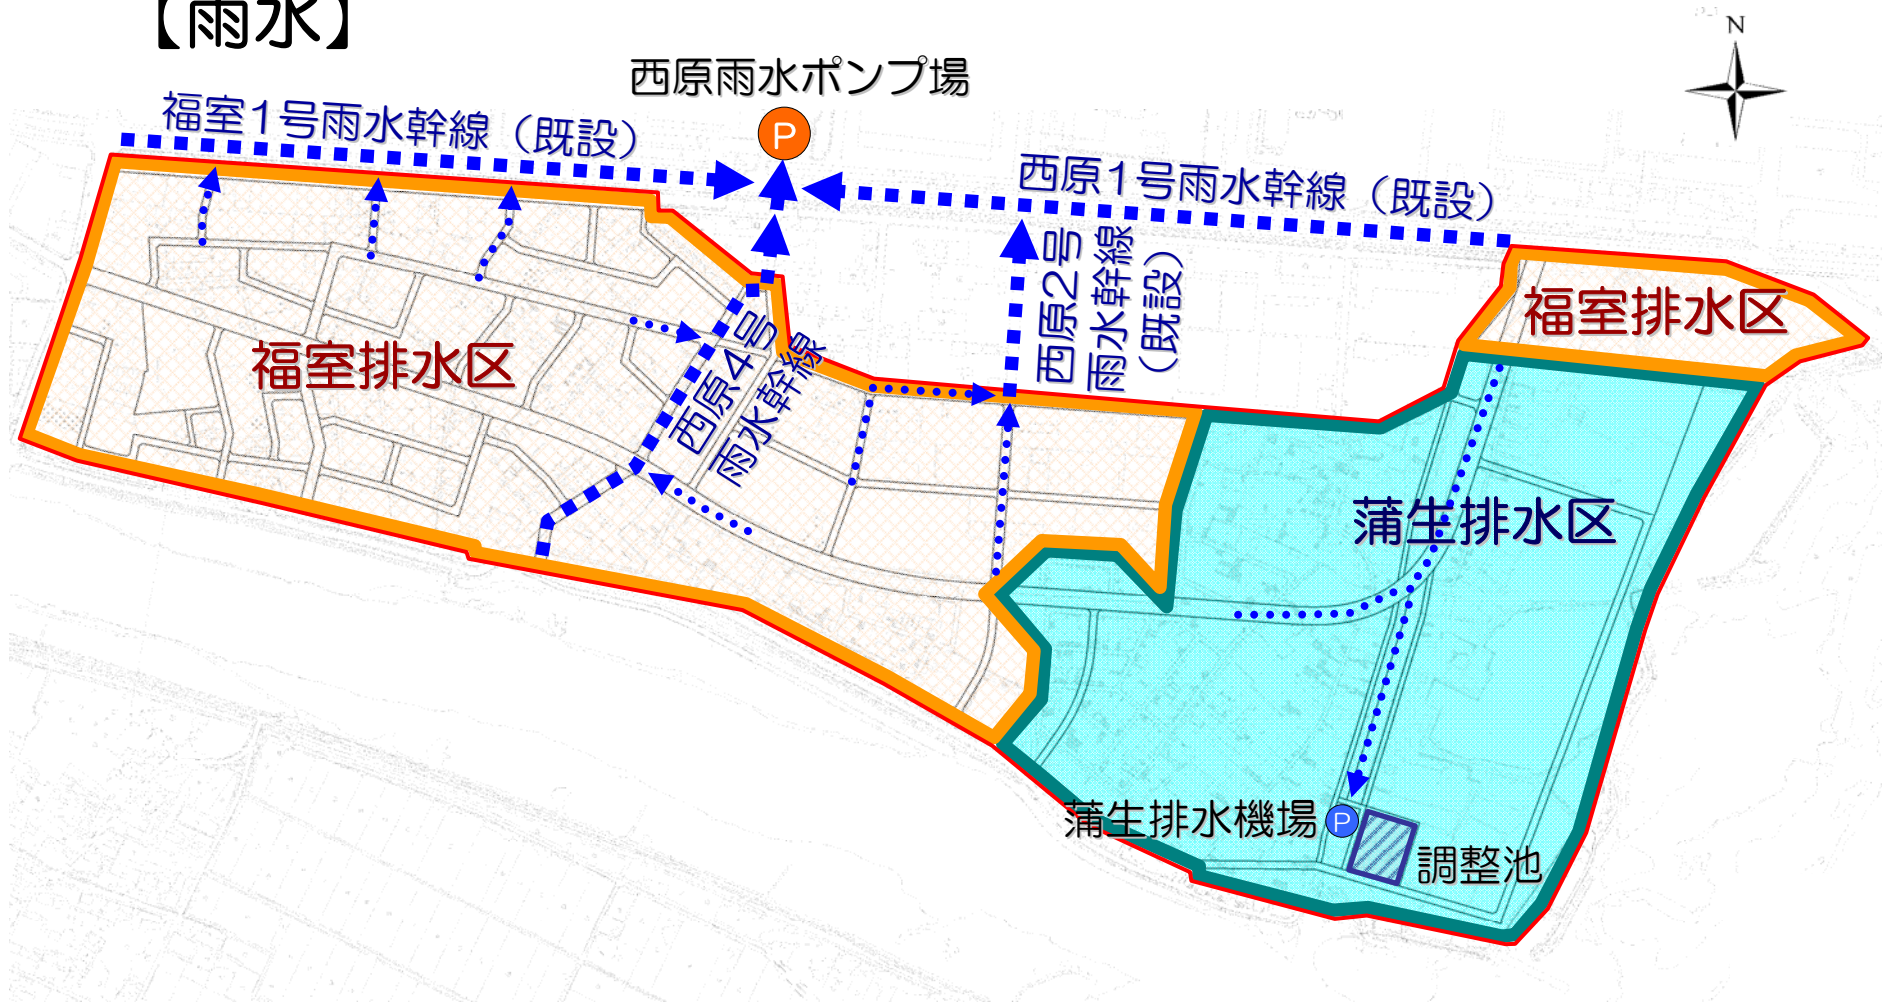 【雨水】
N
西原雨水ポンプ場
P
福室1号雨水幹線（既設）
西原1号雨水幹線（既設）
西原2号
雨水幹線
（既設）
福室排水区
福室排水区
西原4号
雨水幹線
蒲生排水区
蒲生排水機場
P
調整池